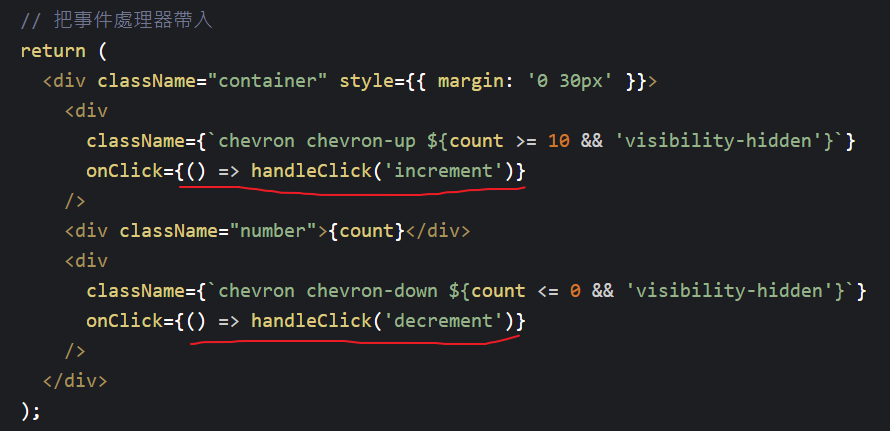 // 把事件處理器帶入
return (
<div className="container" style={{ margin: '0 30px' }}>
<div
className={`chevron chevron-up ${count >= 10 && 'visibility-hidden'}`}
onClick={() => handleClick('increment')}
/>
<div className="number">{count}</div>
<div
className={`chevron chevron-down ${count <= 0 && 'visibility-hidden'}`}
onClick={() => handleClick('decrement')}
/>
</div>
);